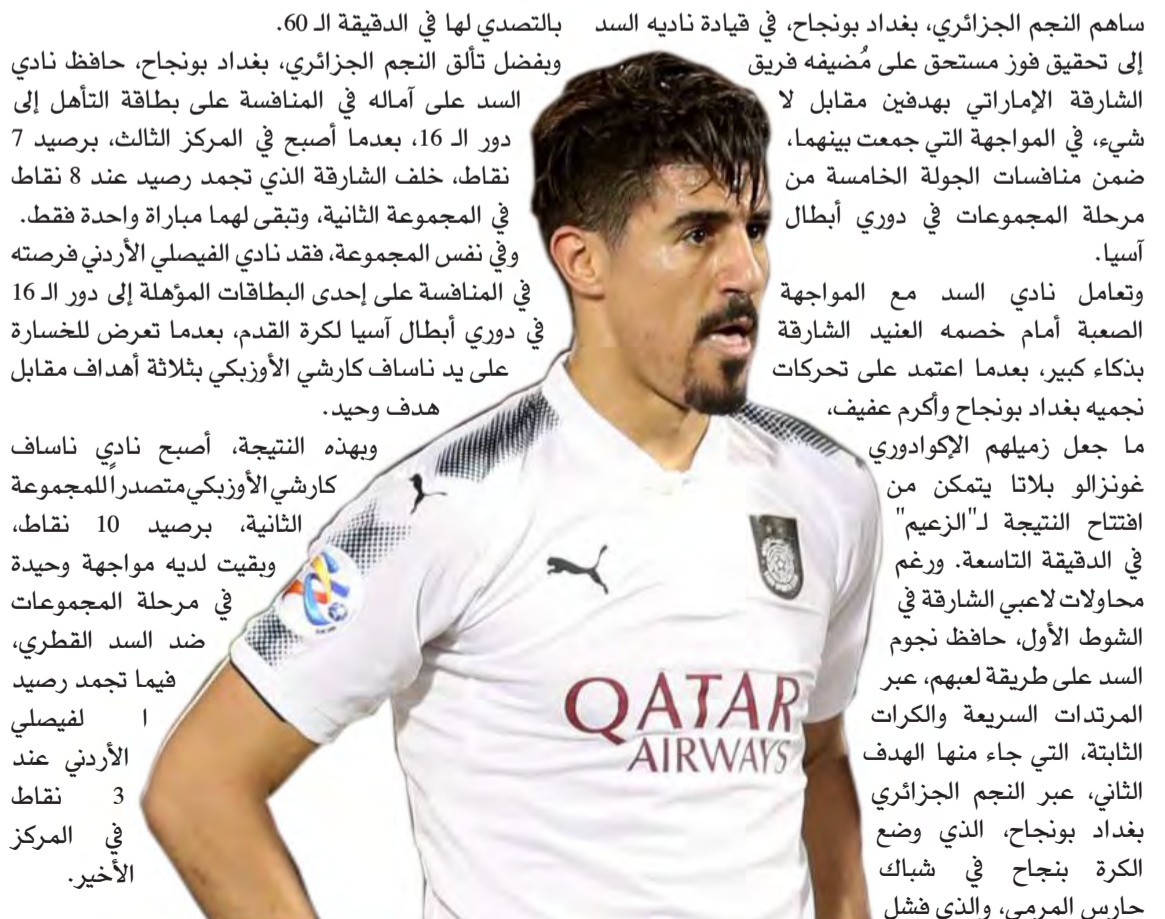 ساهم النجم الجزائري، بغداد بونجاح، في قيادة ناديه السد
إلى تحقيق فوز مستحق على مُضيفه فريق
الشارقة الإماراتي بهدفين مقابل لا
شيء، في المواجهة التي جمعت بينهما،
ضمن منافسات الجولة الخامسة من
مرحلة المجموعات في دوري أبطال
آسيا.
وتعامل نادي السد مع المواجهة
الصعبة أمام خصمه العنيد الشارقة
بذكاء كبير، بعدما اعتمد على تحركات
نجميه بغداد بونجاح وأكرم عفيف،
ما جعل زميلهم الإكوادوري
غونزالو بلاتا يتمكن من
افتتاح النتيجة لـ"الزعيم"
في الدقيقة التاسعة. ورغم
محاولات لاعبي الشارقة في
الشوط الأول، حافظ نجوم
السد على طريقة لعبهم، عبر
المرتدات السريعة والكرات
الثابتة، التي جاء منها الهدف
الثاني، عبر النجم الجزائري
بغداد بونجاح، الذي وضع
الكرة بنجاح في شباك
حارس المرمى، والذي فشل
بالتصدي لها في الدقيقة الـ 60.
وبفضل تألق النجم الجزائري، بغداد بونجاح، حافظ نادي
السد على آماله في المنافسة على بطاقة التأهل إلى
دور الـ 16، بعدما أصبح في المركز الثالث، برصيد 7
نقاط، خلف الشارقة الذي تجمد رصيد عند 8 نقاط
في المجموعة الثانية، وتبقى لهما مباراة واحدة فقط.
وفي نفس المجموعة، فقد نادي الفيصلي الأردني فرصته
في المنافسة على إحدى البطاقات المؤهلة إلى دور الـ 16
في دوري أبطال آسيا لكرة القدم، بعدما تعرض للخسارة
على يد ناساف كارشي الأوزبكي بثلاثة أهداف مقابل
هدف وحيد.
وبهذه النتيجة، أصبح نادي ناساف
كارشي الأوزبكي متصدراً للمجموعة
الثانية، برصيد 10 نقاط،
وبقيت لديه مواجهة وحيدة
في مرحلة المجموعات
ضد السد القطري،
فيما تجمد رصيد
ا لفيصلي
الأردني عند
3 نقاط
في المركز
الأخير.
QATAR
AIRWAYS